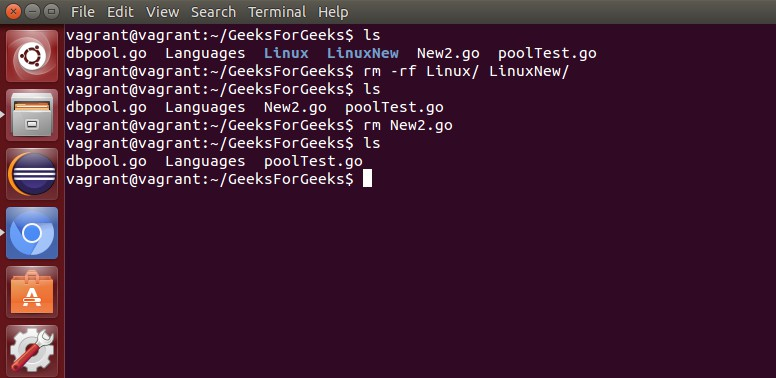 File Edit View Search Terminal Help
vagrant@vagrant:~/GeeksForGeeks$ ls
dbpool.go  Languages  Linux  LinuxNew  New2.go  poolTest.go
vagrant@vagrant:~/GeeksForGeeks$ rm -rf Linux/ LinuxNew/
vagrant@vagrant:~/GeeksForGeeks$ ls
dbpool.go  Languages  New2.go  poolTest.go
vagrant@vagrant:~/GeeksForGeeks$ rm New2.go
vagrant@vagrant:~/GeeksForGeeks$ ls
dbpool.go  Languages  poolTest.go
vagrant@vagrant:~/GeeksForGeeks$